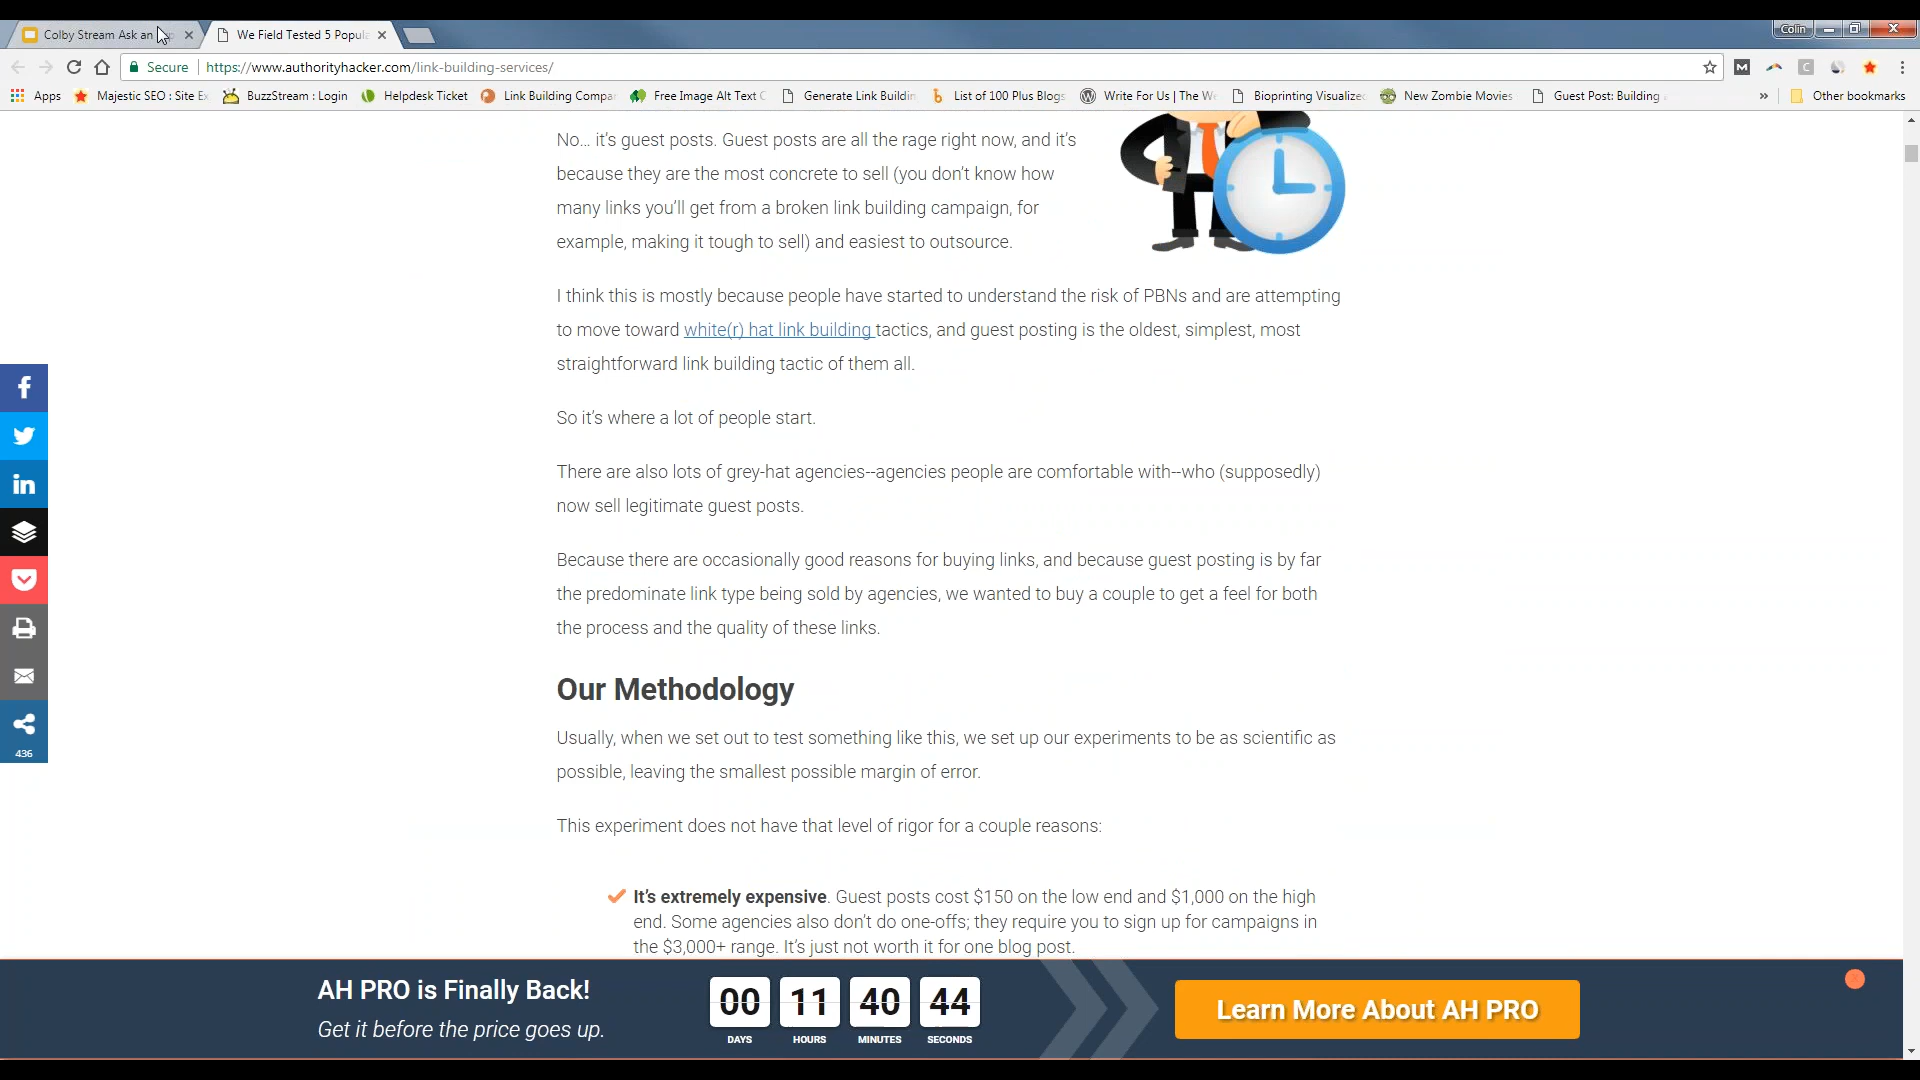 Colby Stream Ask an
We Field Tested 5 Popula
Colin
Secure
https://www.authorityhacker.com/link-building-services/
Apps
Majestic SEO : Site Ex
BuzzStream : Login
Helpdesk Ticket
Link Building Compa
Free Image Alt Text C
Generate Link Buildin
List of 100 Plus Blogs
Write For Us | The W
Bioprinting Visualize
New Zombie Movies
Guest Post: Building
»
Other bookmarks
No... it's guest posts. Guest posts are all the rage right now, and it's
because they are the most concrete to sell (you don't know how
many links you'll get from a broken link building campaign, for
example, making it tough to sell) and easiest to outsource.
I think this is mostly because people have started to understand the risk of PBNs and are attempting
to move toward white(r) hat link building tactics, and guest posting is the oldest, simplest, most
straightforward link building tactic of them all.
So it's where a lot of people start.
There are also lots of grey-hat agencies--agencies people are comfortable with--who (supposedly)
now sell legitimate guest posts.
Because there are occasionally good reasons for buying links, and because guest posting is by far
the predominate link type being sold by agencies, we wanted to buy a couple to get a feel for both
the process and the quality of these links.
Our Methodology
Usually, when we set out to test something like this, we set up our experiments to be as scientific as
possible, leaving the smallest possible margin of error.
This experiment does not have that level of rigor for a couple reasons:
It's extremely expensive. Guest posts cost $150 on the low end and $1,000 on the high
end. Some agencies also don't do one-offs; they require you to sign up for campaigns in
the $3,000+ range. It's just not worth it for one blog post.
436
AH PRO is Finally Back!
Get it before the price goes up.
00 11 40 44
DAYS HOURS MINUTES SECONDS
Learn More About AH PRO